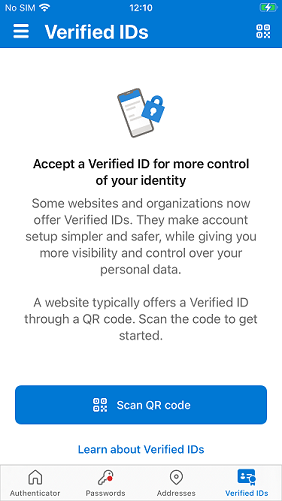 No SIM 12:10
Verified IDs
Accept a Verified ID for more control
of your identity
Some websites and organizations now
offer Verified IDs. They make account
setup simpler and safer, while giving you
more visibility and control over your
personal data.
A website typically offers a Verified ID
through a QR code. Scan the code to get
started.
Scan QR code
Learn about Verified IDs
Authenticator Passwords Addresses Verified IDs